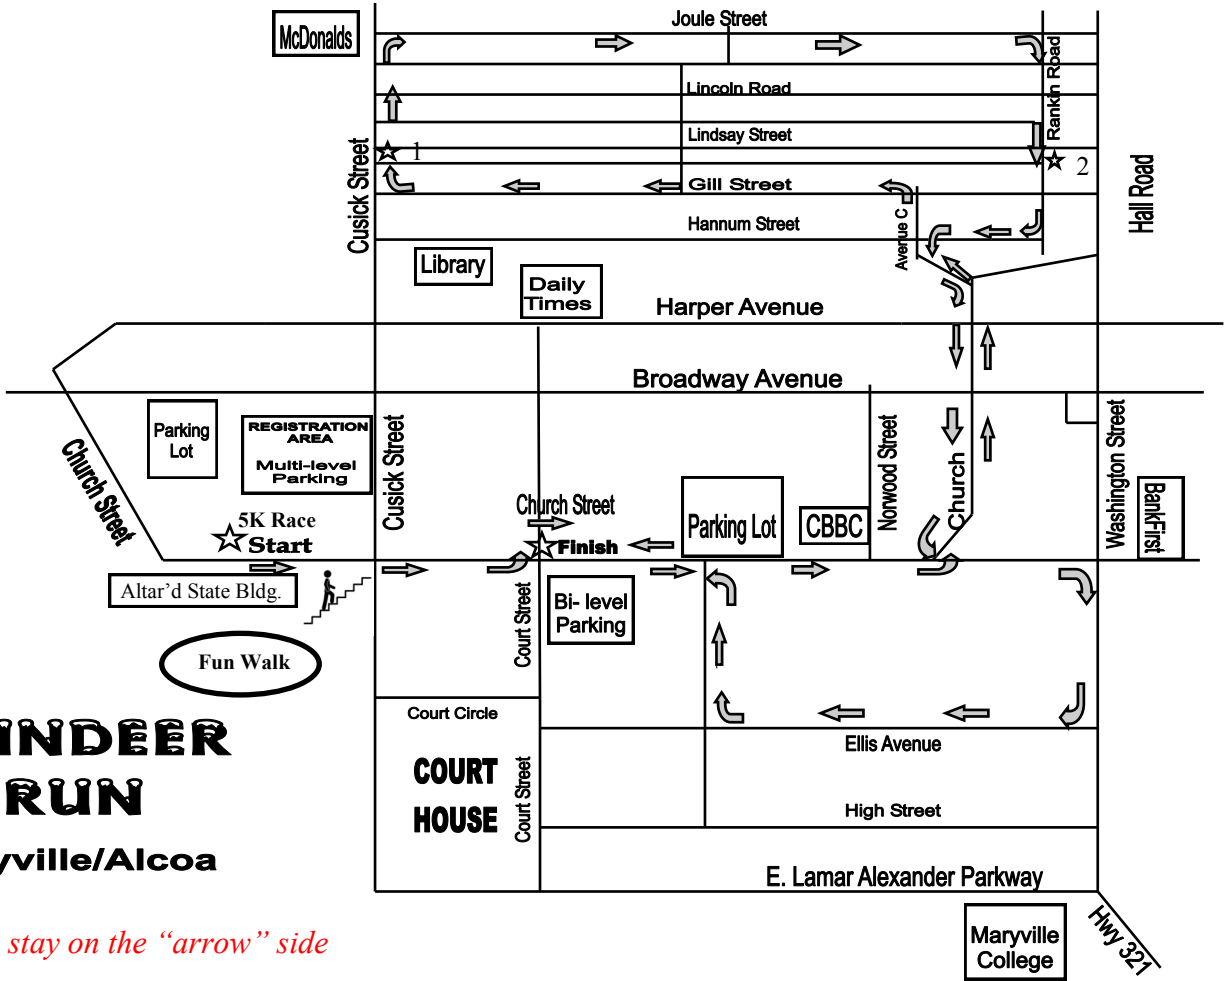 Joule Street
McDonalds
Rankin Road
Lincoln Road
Lindsay Street
1
2
Cusick Street
Gill Street
Hall Road
Hannum Street
Avenue C
Library
Daily
Times
Harper Avenue
Broadway Avenue
Parking
Lot
REGISTRATION
AREA
Multi-level
Parking
Church Street
Cusick Street
Norwood Street
Church
Washington Street
BankFirst
5K Race
Start
Church Street
Finish
Parking Lot
CBBC
Altar’d State Bldg.
Court Street
Bi- level
Parking
Fun Walk
Court Circle
INDEER
RUN
yville/Alcoa
COURT
HOUSE
Court Street
Ellis Avenue
High Street
E. Lamar Alexander Parkway
stay on the “arrow” side
Maryville
College
Hwy 321